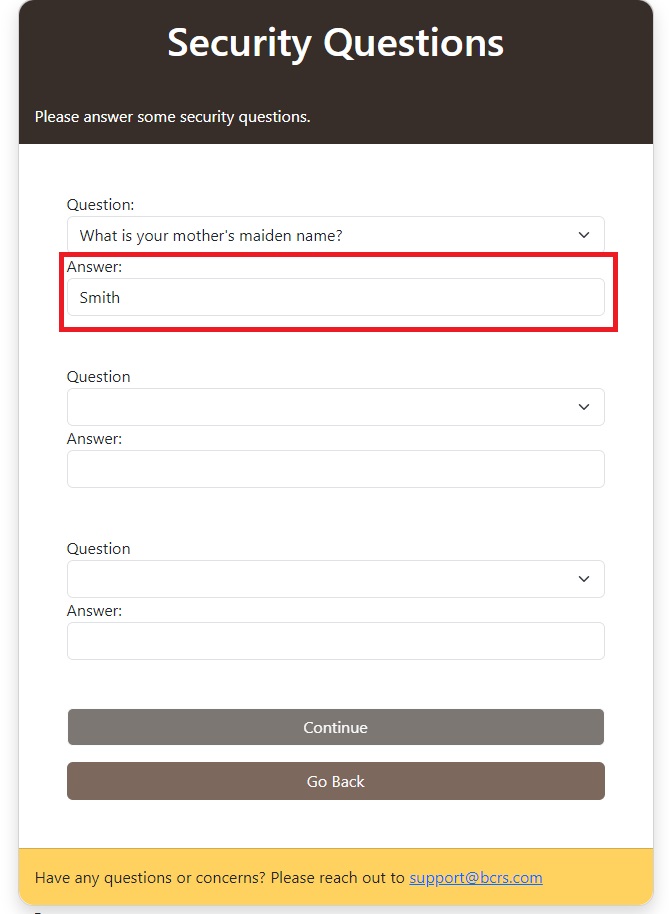 Security Questions
Please answer some security questions.
Question:
What is your mother's maiden name?
Answer:
Smith
Question
Answer:
Question
Answer:
Continue
Go Back
Have any questions or concerns? Please reach out to support@bcrs.com